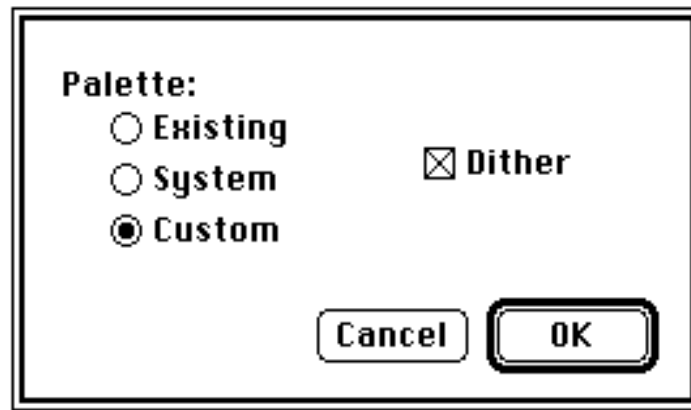 Palette:
Existing
System
Dither
Custom
Cancel
OK